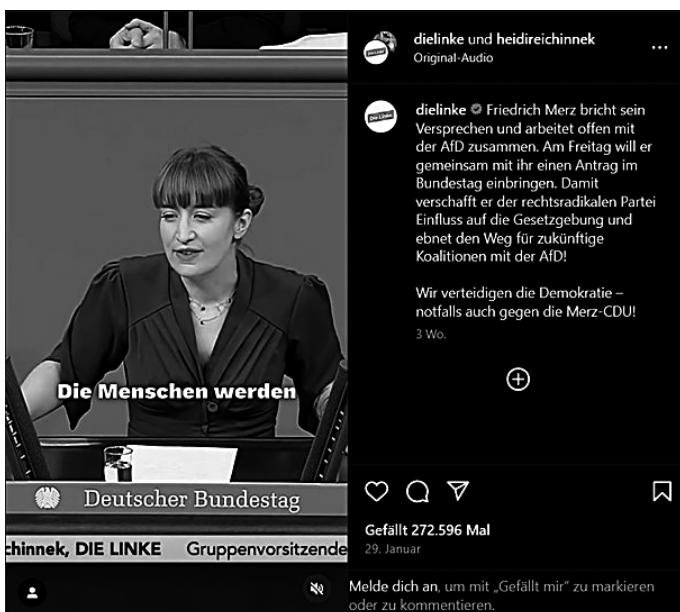 dielinke und heidireichinnek
Original-Audio
dielinke Friedrich Merz bricht sein
Versprechen und arbeitet offen mit
der AfD zusammen. Am Freitag will er
gemeinsam mit ihr einen Antrag im
Bundestag einbringen. Damit
verschafft er der rechtsradikalen Partei
Einfluss auf die Gesetzgebung und
ebnet den Weg für zukünftige
Koalitionen mit der AfD!
Wir verteidigen die Demokratie –
notfalls auch gegen die Merz-CDU!
3 Wo.
Die Menschen werden
Deutscher Bundestag
chinnek, DIE LINKE Gruppenvorsitzende
Gefällt 272.596 Mal
29. Januar
Melde dich an, um mit „Gefällt mir“ zu markieren
oder zu kommentieren.